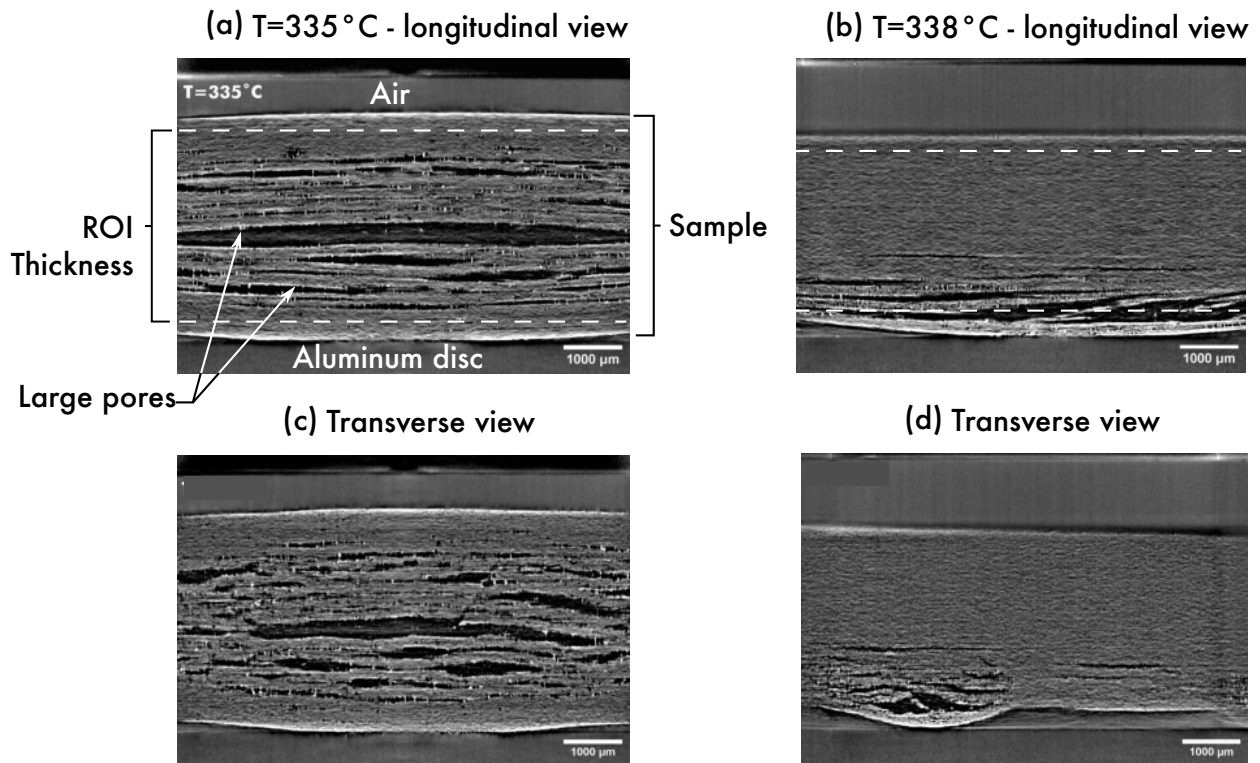 (a) T=335°C - longitudinal view
(b) T=338°C - longitudinal view
T=335°C
Air
ROI
Thickness
Sample
Aluminum disc
1000 µm
1000 µm
Large pores
(c) Transverse view
(d) Transverse view
1000 µm
1000 µm